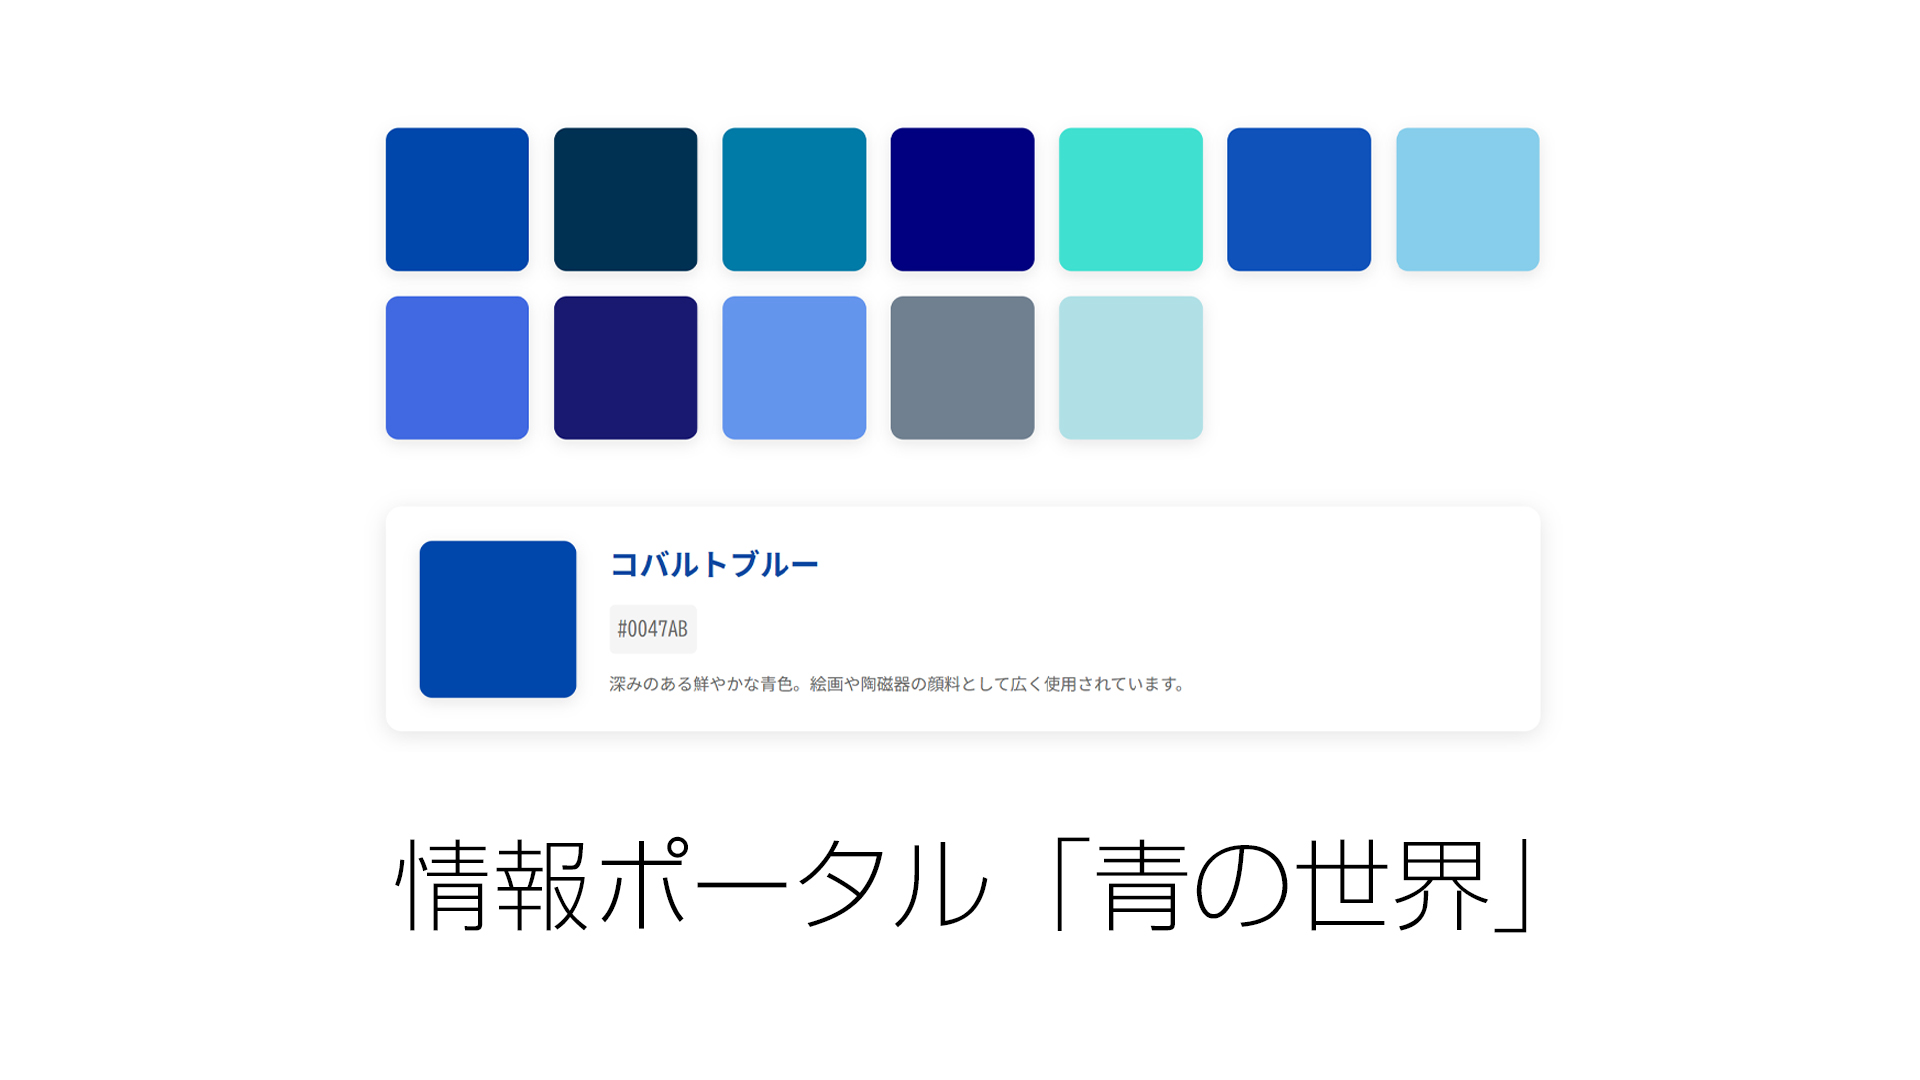 コバルトブルー
#0047AB
深みのある鮮やかな青色。絵画や陶磁器の顔料として広く使用されています。
情報ポータル「青の世界」